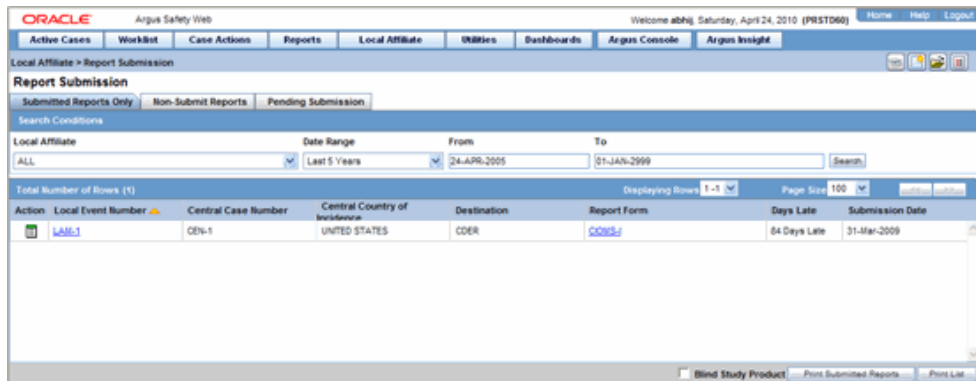 ORACLE Argus Safety Web Welcome abhij, Saturday, April 24, 2010 (PRSTD60) Home Help Logout
Active Cases Worklist Case Actions Reports Local Affiliate Utilities Dashboards Argus Console Argus Insight
Local Affiliate > Report Submission
Report Submission
Submitted Reports Only Non-Submit Reports Pending Submission
Search Conditions
Local Affiliate Date Range From To
ALL Last 5 Years 24-APR-2005 01-JAN-2999 Search
Total Number of Rows (1) Displaying Rows 1 -1 Page Size 100 << >>
Action Local Event Number Central Case Number Central Country of Incidence Destination Report Form Days Late Submission Date
LAM-1 CEN-1 UNITED STATES CDER CIOMS-I 84 Days Late 31-Mar-2009
Blind Study Product Print Submitted Reports Print List